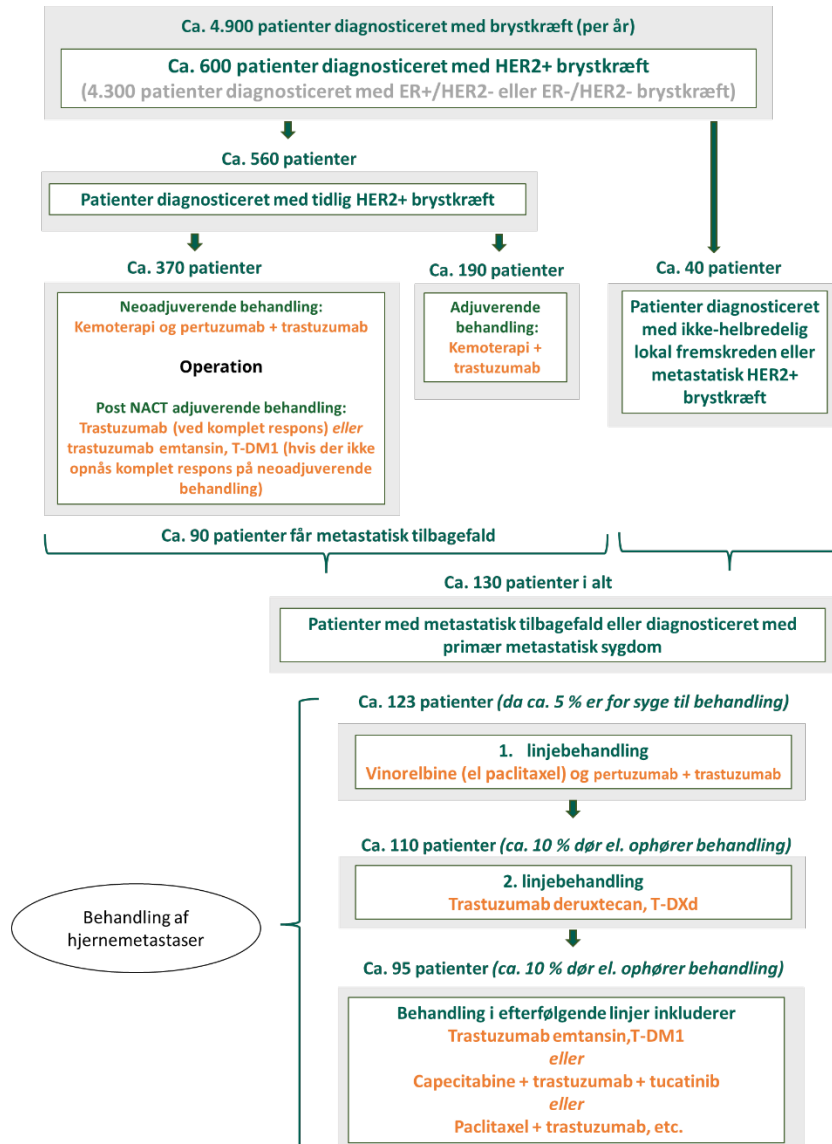 Ca. 4.900 patienter diagnosticeret med brystkræft (per år)
Ca. 600 patienter diagnosticeret med HER2+ brystkræft
(4.300 patienter diagnosticeret med ER+/HER2- eller ER-/HER2- brystkræft)
Ca. 560 patienter
Patienter diagnosticeret med tidlig HER2+ brystkræft
Ca. 370 patienter
Neoadjuverende behandling:
Kemoterapi og pertuzumab + trastuzumab
Operation
Post NACT adjuverende behandling:
Trastuzumab (ved komplet respons) eller
trastuzumab emtansin, T-DM1 (hvis der ikke
opnås komplet respons på neoadjuverende
behandling)
Ca. 190 patienter
Adjuverende
behandling:
Kemoterapi +
trastuzumab
Ca. 40 patienter
Patienter diagnosticeret
med ikke-helbredelig
lokal fremskreden eller
metastatisk HER2+
brystkræft
Ca. 90 patienter får metastatisk tilbagefald
Ca. 130 patienter i alt
Patienter med metastatisk tilbagefald eller diagnosticeret med
primær metastatisk sygdom
Ca. 123 patienter (da ca. 5 % er for syge til behandling)
1. linjebehandling
Vinorelbine (el paclitaxel) og pertuzumab + trastuzumab
Ca. 110 patienter (ca. 10 % dør el. ophører behandling)
2. linjebehandling
Trastuzumab deruxtecan, T-DXd
Behandling af
hjernemetastaser
Ca. 95 patienter (ca. 10 % dør el. ophører behandling)
Behandling i efterfølgende linjer inkluderer
Trastuzumab emtansin,T-DM1
eller
Capecitabine + trastuzumab + tucatinib
eller
Paclitaxel + trastuzumab, etc.